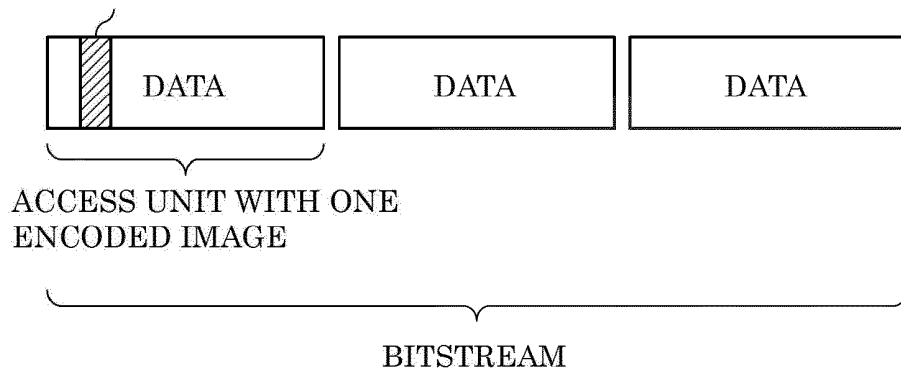 DATA DATA DATA
ACCESS UNIT WITH ONE
ENCODED IMAGE
BITSTREAM